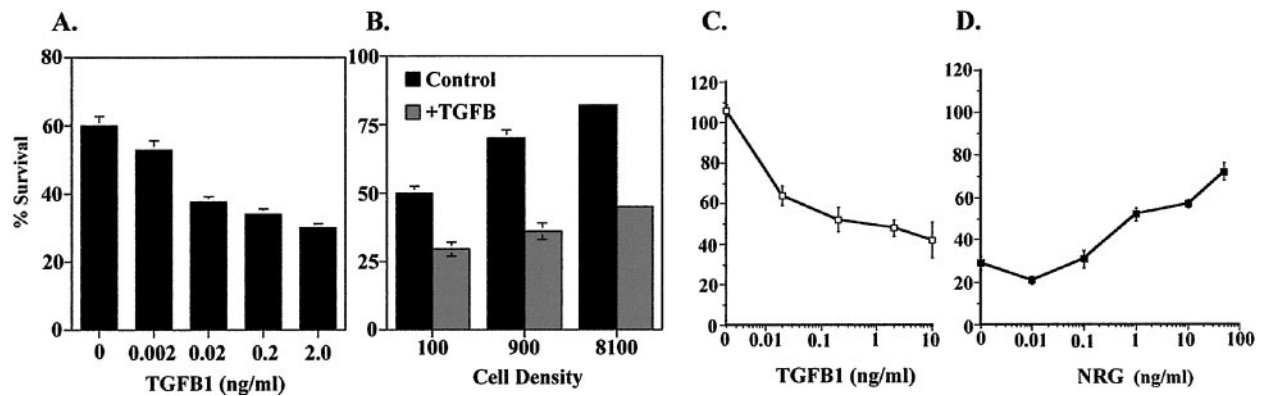 A.
B.
C.
D.
% Survival
80
60
40
20
0
0 0.002 0.02 0.2 2.0
TGFB1 (ng/ml)
100
75
50
25
0
Control
+TGFB
100 900 8100
Cell Density
120
100
80
60
40
20
0
0 0.01 0.1 1 10
TGFB1 (ng/ml)
120
100
80
60
40
20
0
0 0.01 0.1 1 10 100
NRG (ng/ml)